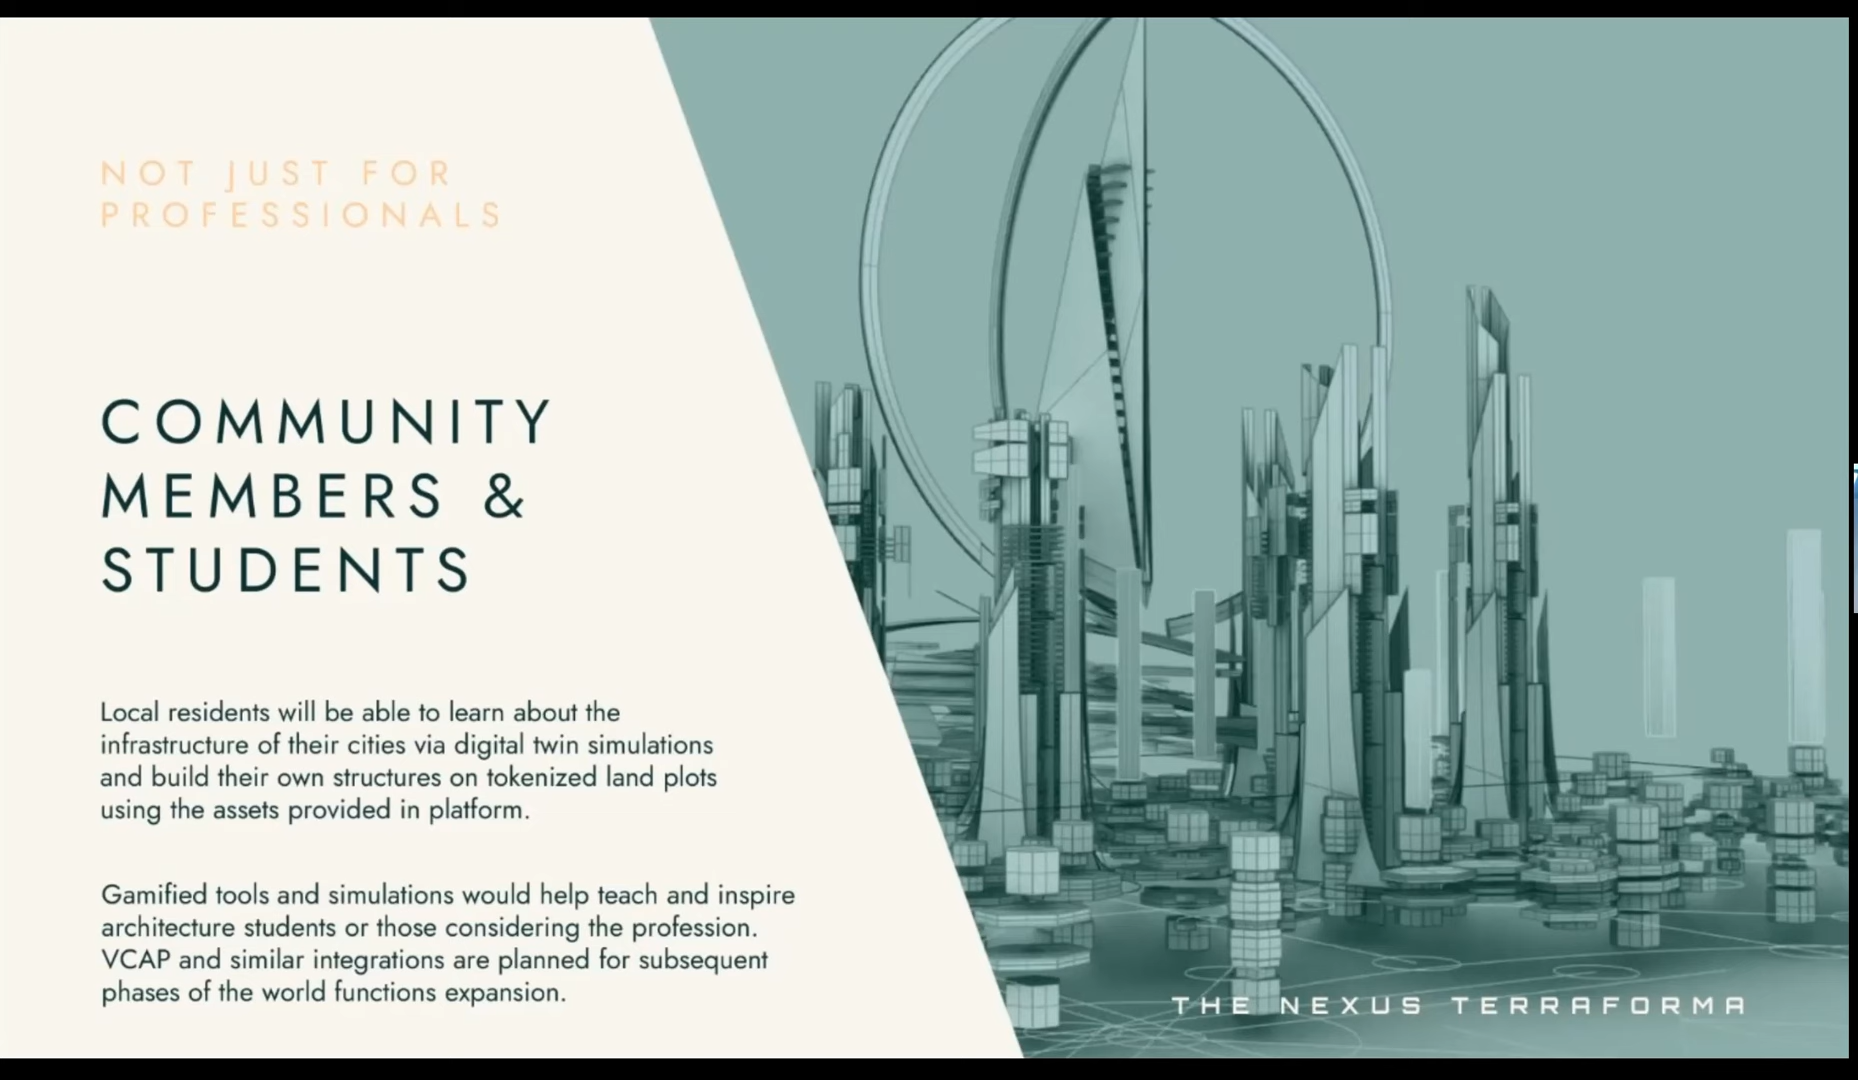 NOT JUST FOR
PROFESSIONALS
COMMUNITY
MEMBERS &
STUDENTS
Local residents will be able to learn about the
infrastructure of their cities via digital twin simulations
and build their own structures on tokenized land plots
using the assets provided in platform.
Gamified tools and simulations would help teach and inspire
architecture students or those considering the profession.
VCAP and similar integrations are planned for subsequent
phases of the world functions expansion.
THE NEXUS TERRAFORMA